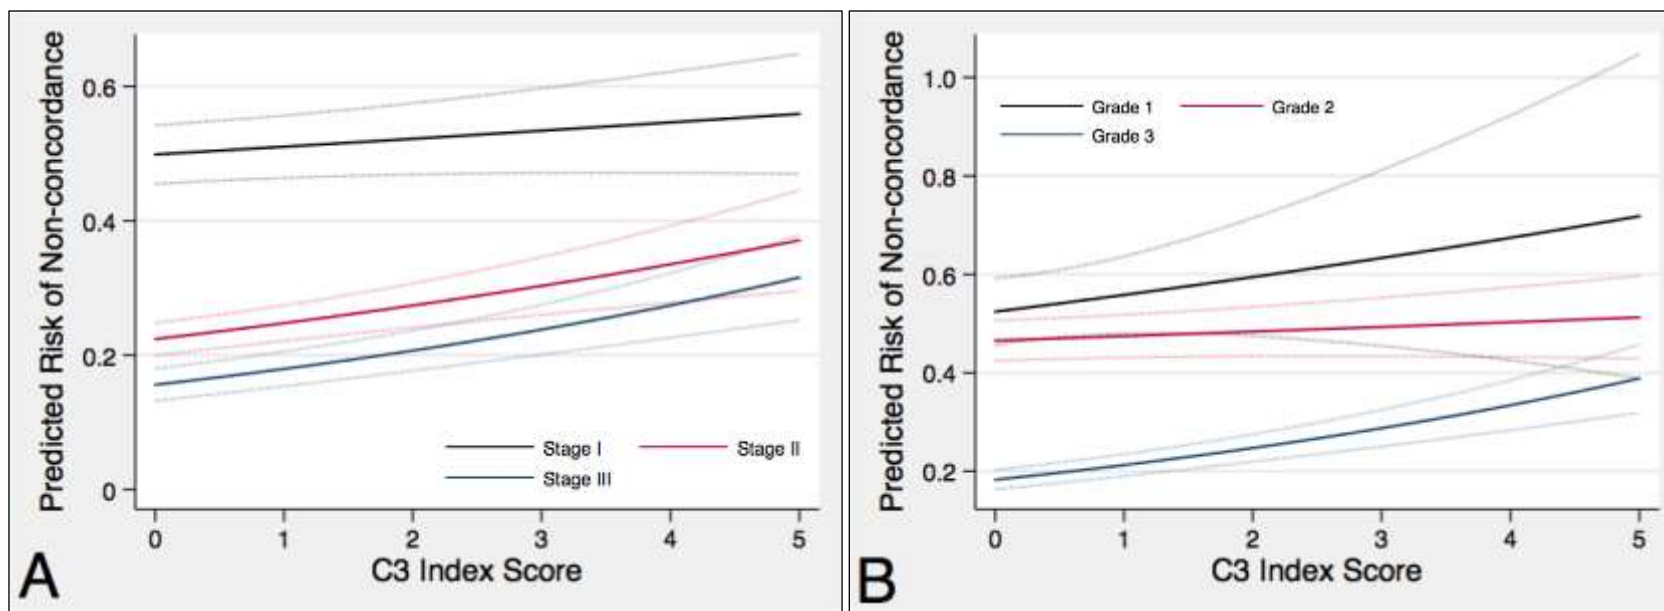 Predicted Risk of Non-concordance
0.6
0.4
0.2
0
Stage I
Stage II
Stage III
0 1 2 3 4 5
C3 Index Score
A
Predicted Risk of Non-concordance
1.0
0.8
0.6
0.4
0.2
Grade 1
Grade 2
Grade 3
0 1 2 3 4 5
C3 Index Score
B